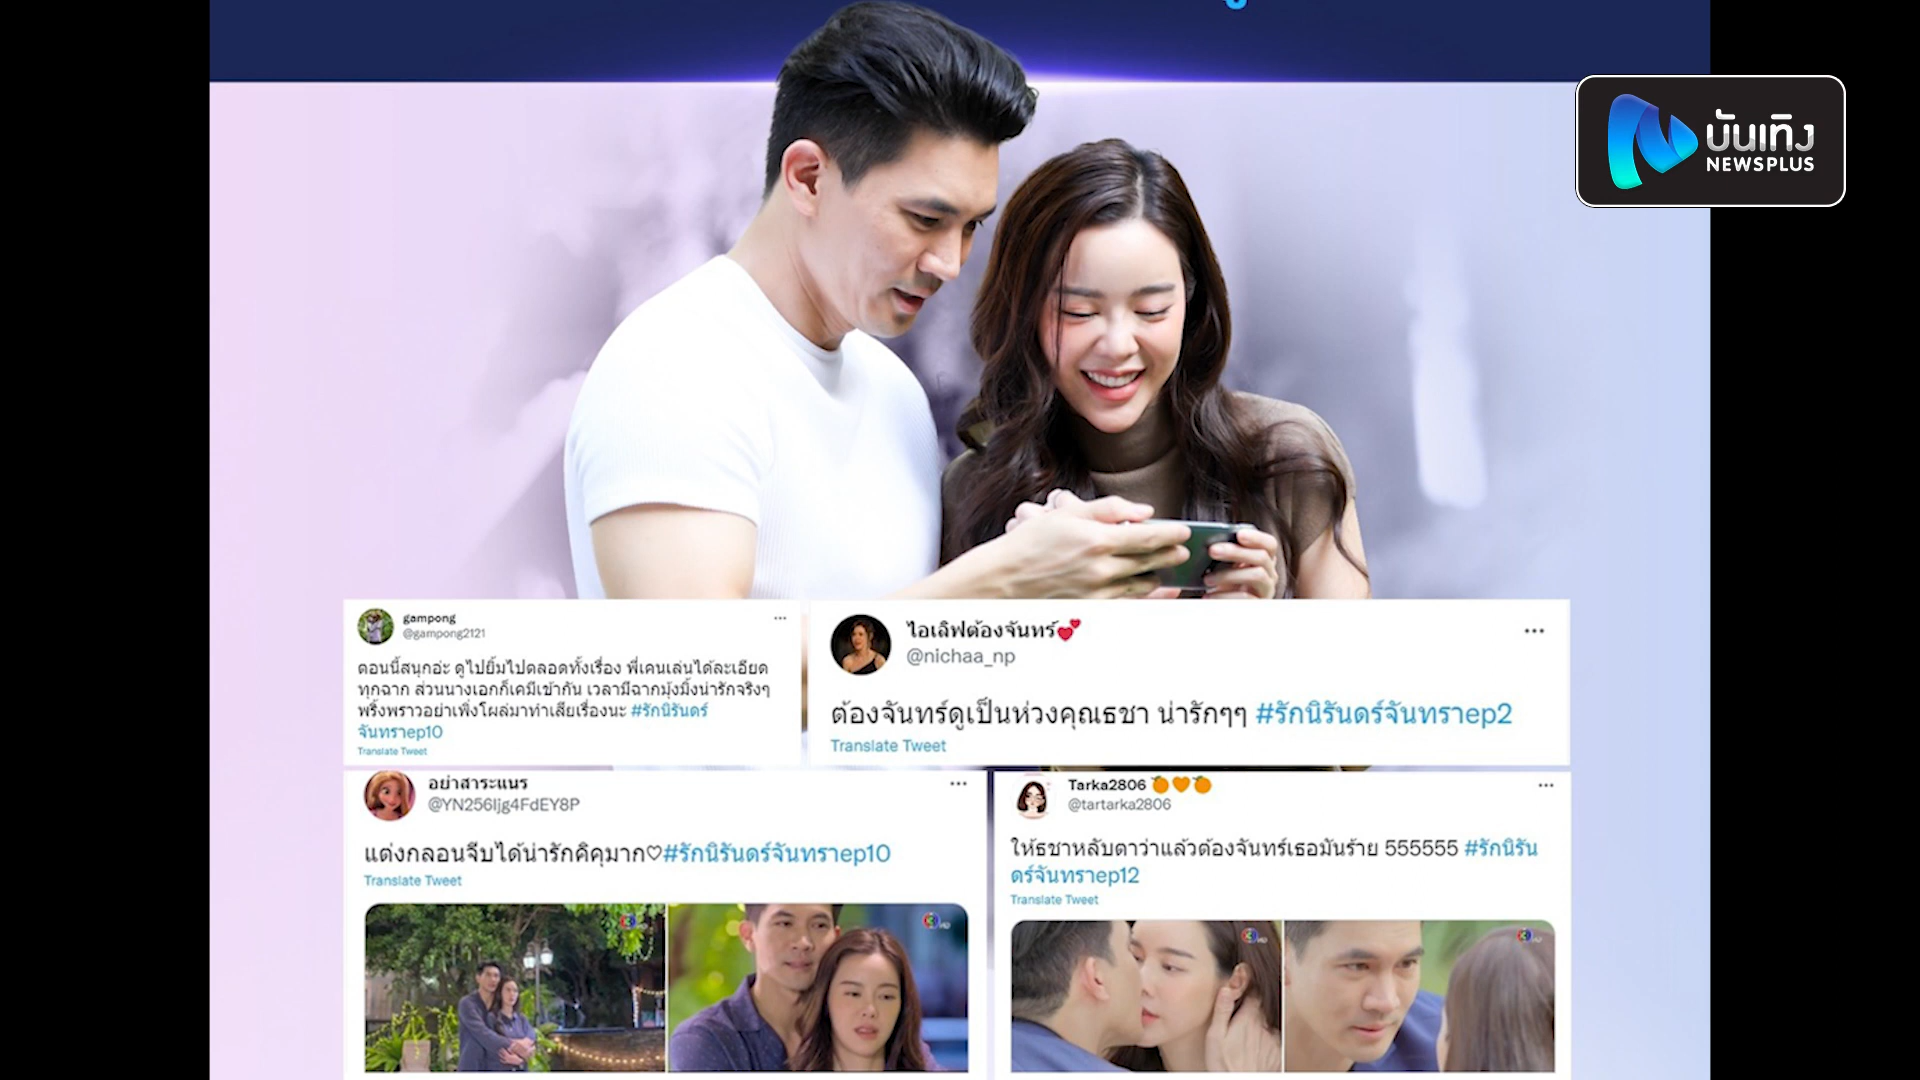 บันเทิง
NEWSPLUS
gampong
@gampong2121
ตอนนี้สนุกอ่ะ ดูไปยิ้มไปตลอดทั้งเรื่อง พี่เคนเล่นได้ละเอียด
ทุกฉาก ส่วนนางเอกก็เคมีเข้ากัน เวลามีฉากมุ้งมิ้งน่ารักจริงๆ
พริ้งพราวอย่าเพิ่งโผล่มาทำเสียเรื่องนะ #รักนิรันดร์
จันทราep10
Translate Tweet
ไอเลิฟต้องจันทร์💕
@nichaa_np
ต้องจันทร์ดูเป็นห่วงคุณธชา น่ารักๆๆ #รักนิรันดร์จันทราep2
Translate Tweet
อย่าสาระแนร
@YN256Ijg4FdEY8P
แต่งกลอนจีบได้น่ารักคิคุมาก♡#รักนิรันดร์จันทราep10
Translate Tweet
Tarka2806 🍊🧡🍊
@tartarka2806
ให้ธชาหลับตาว่าแล้วต้องจันทร์เธอมันร้าย 555555 #รักนิรัน
ดร์จันทราep12
Translate Tweet